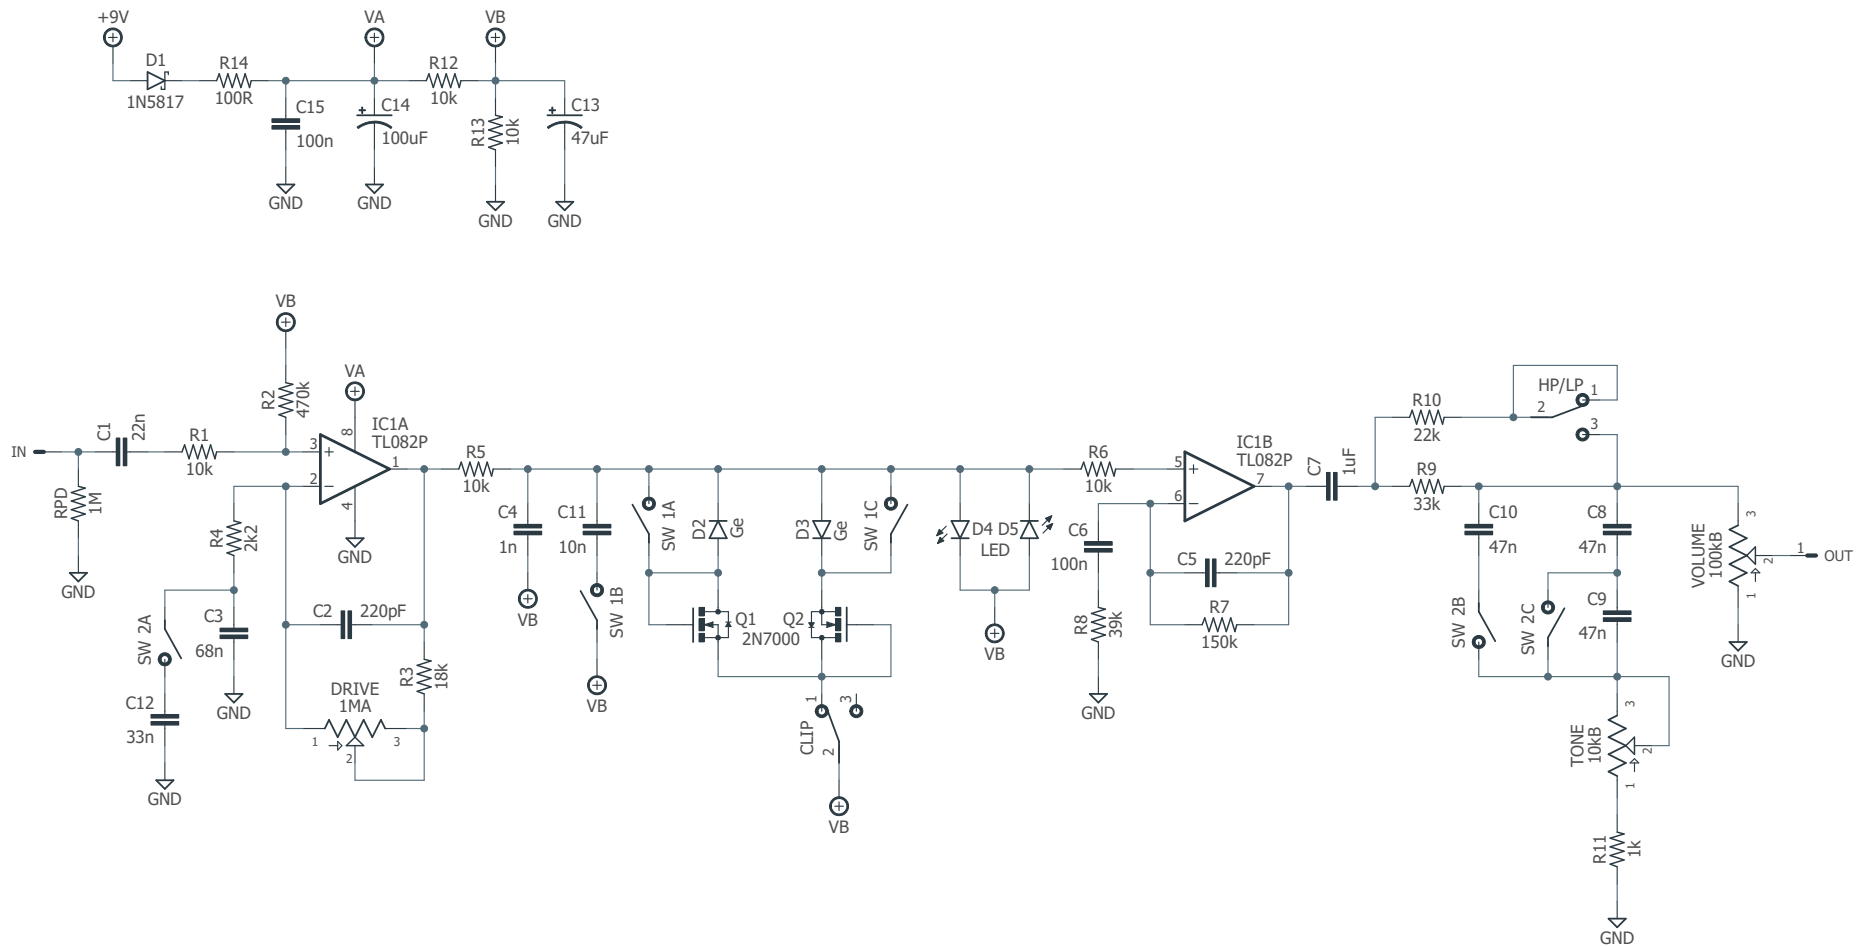 +9V
VA
VB
D1
1N5817
R14
100R
C15
100n
C14
100uF
R12
10k
R13
10k
C13
47uF
GND
GND
GND
GND
VB
R2
470k
VA
IN
C1
22n
R1
10k
RPD
1M
GND
3
2
8
4
1
IC1A
TL082P
GND
R4
2k2
SW 2A
C3
68n
GND
C12
33n
GND
C2
220pF
R3
18k
DRIVE
1MA
1
2
3
R5
10k
C4
1n
VB
C11
10n
SW 1B
VB
SW 1A
D2
Ge
D3
Ge
SW 1C
Q1
Q2
2N7000
CLIP
1
3
2
VB
D4 D5
LED
VB
R6
10k
C6
100n
R8
39k
GND
5
6
7
IC1B
TL082P
C5
220pF
R7
150k
C7
1uF
R10
22k
R9
33k
HP/LP
2
1
3
C10
47n
C8
47n
SW 2B
SW 2C
C9
47n
TONE
10kB
3
2
1
R11
1k
GND
VOLUME
100kB
3
2
1
GND
1
OUT